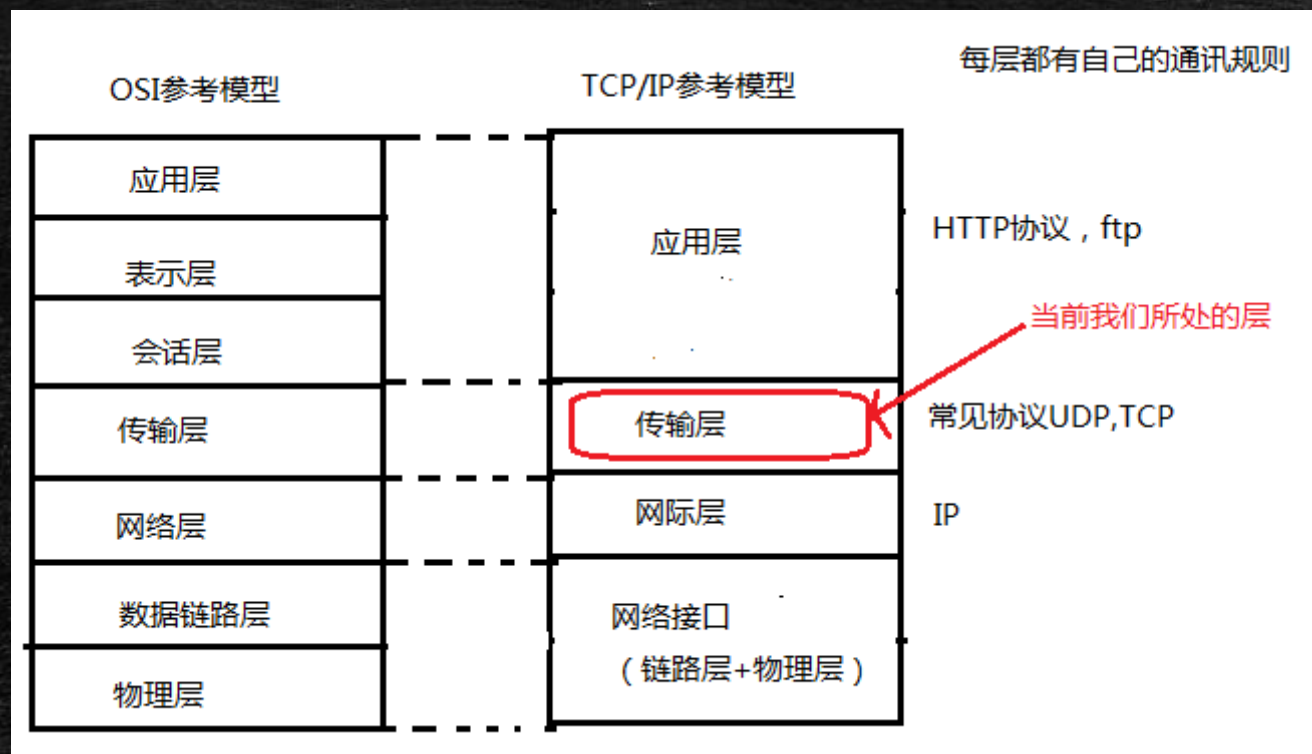 每层都有自己的通讯规则
OSI参考模型
TCP/IP参考模型
应用层
表示层
会话层
传输层
网络层
数据链路层
物理层
应用层
传输层
网际层
网络接口
（链路层+物理层）
HTTP协议，ftp
当前我们所处的层
常见协议UDP,TCP
IP